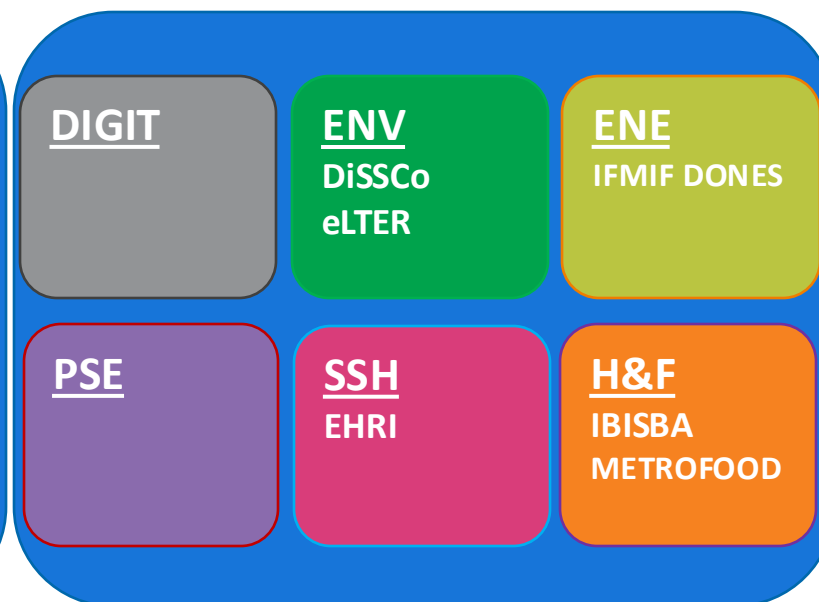 DIGIT
ENV
DiSSCo
eLTER
ENE
IFMIF DONES
PSE
SSH
EHRI
H&F
IBISBA
METROFOOD